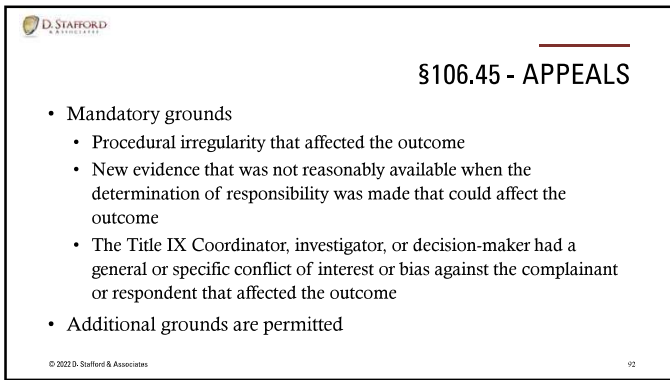 D. STAFFORD
& ASSOCIATES
§106.45 - APPEALS
• Mandatory grounds
• Procedural irregularity that affected the outcome
• New evidence that was not reasonably available when the
determination of responsibility was made that could affect the
outcome
• The Title IX Coordinator, investigator, or decision-maker had a
general or specific conflict of interest or bias against the complainant
or respondent that affected the outcome
• Additional grounds are permitted
© 2022 D. Stafford & Associates
92